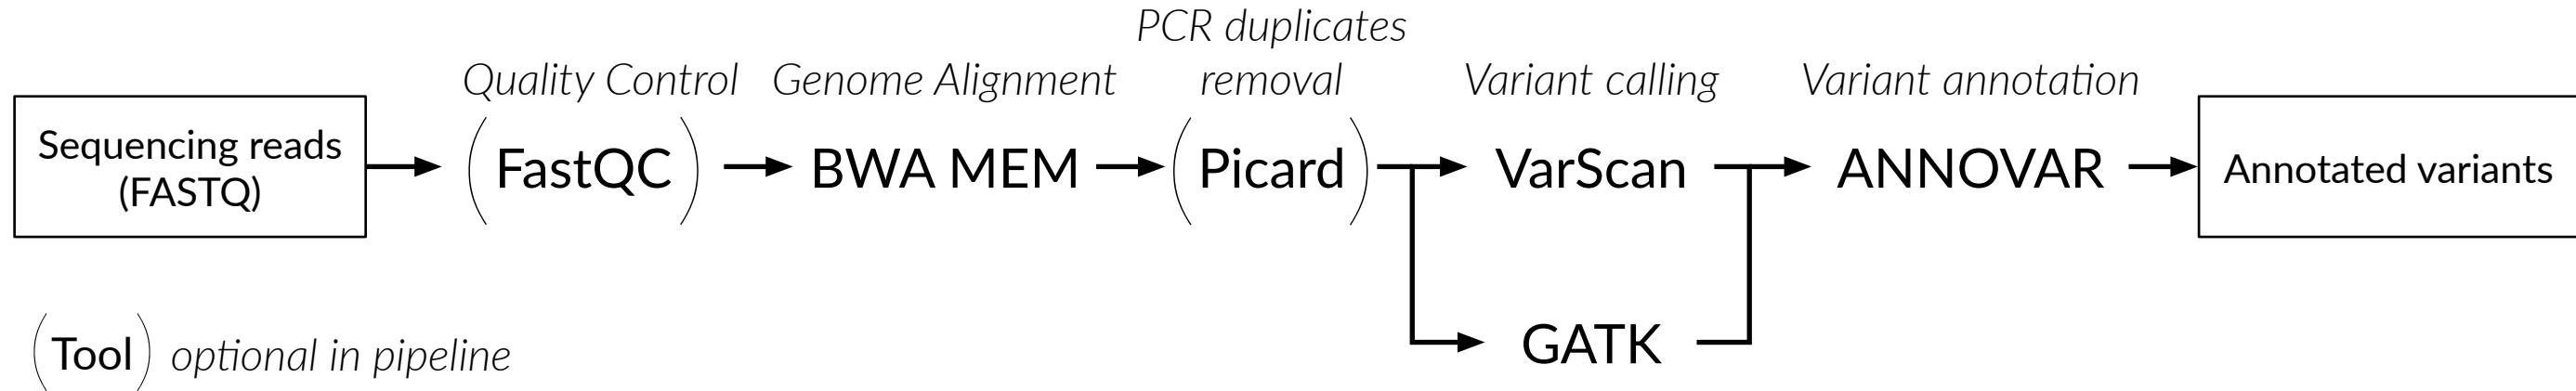 PCR duplicates
Quality Control Genome Alignment removal Variant calling Variant annotation
Sequencing reads
(FASTQ)
(FastQC) BWA MEM (Picard) VarScan ANNOVAR Annotated variants
GATK
(Tool) optional in pipeline